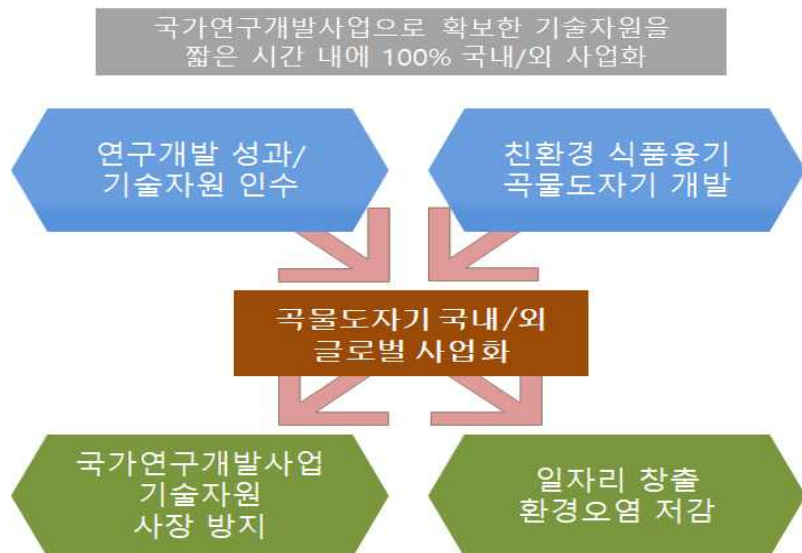 국가연구개발사업으로 확보한 기술자원을
짧은 시간 내에 100% 국내/외 사업화
연구개발 성과/
기술자원 인수
친환경 식품용기
곡물도자기 개발
곡물도자기 국내/외
글로벌 사업화
국가연구개발사업
기술자원
사장 방지
일자리 창출
환경오염 저감